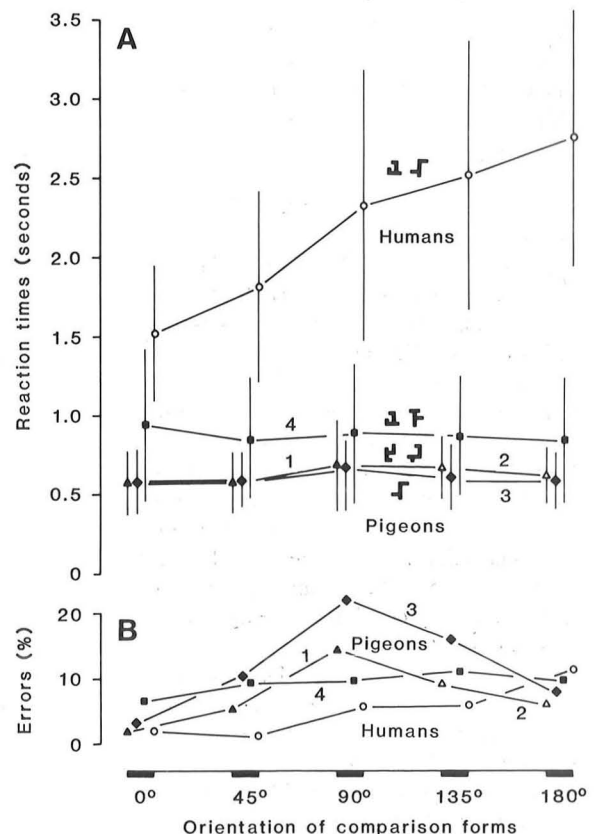 A
3.5
3.0
2.5
2.0
1.5
1.0
0.5
0
Reaction times (seconds)
Humans
4
1
2
3
Pigeons
B
20
10
0
Errors (%)
3
Pigeons
1
4
2
Humans
0° 45° 90° 135° 180°
Orientation of comparison forms